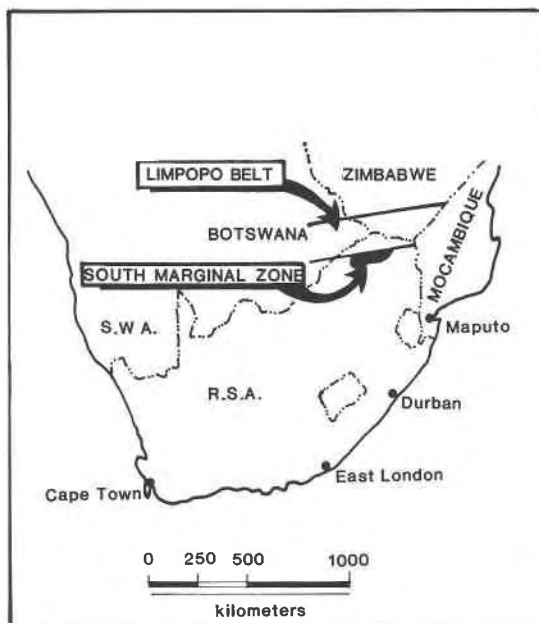 LIMPOPO BELT
ZIMBABWE
BOTSWANA
MOCAMBIQUE
SOUTH MARGINAL ZONE
S.W.A.
Maputo
R.S.A.
Durban
East London
Cape Town
0 250 500 1000
kilometers